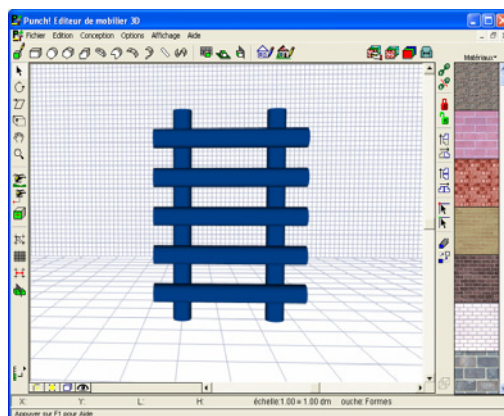 Punch! Editeur de mobilier 3D
Fichier Edition Conception Options Affichage Aide
Matériaux
X: Y: L: H: échelle:1.00 = 1.00 dm ouche: Formes
Appuyer sur F1 pour Aide